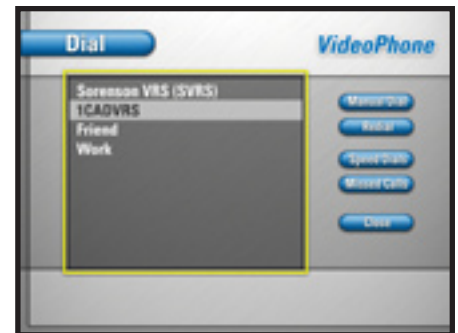 Dial
VideoPhone
Sorenson VRS (SVRS)
1CADVRS
Friend
Work
Manual Dial
Redial
Speed Dials
Missed Calls
Close